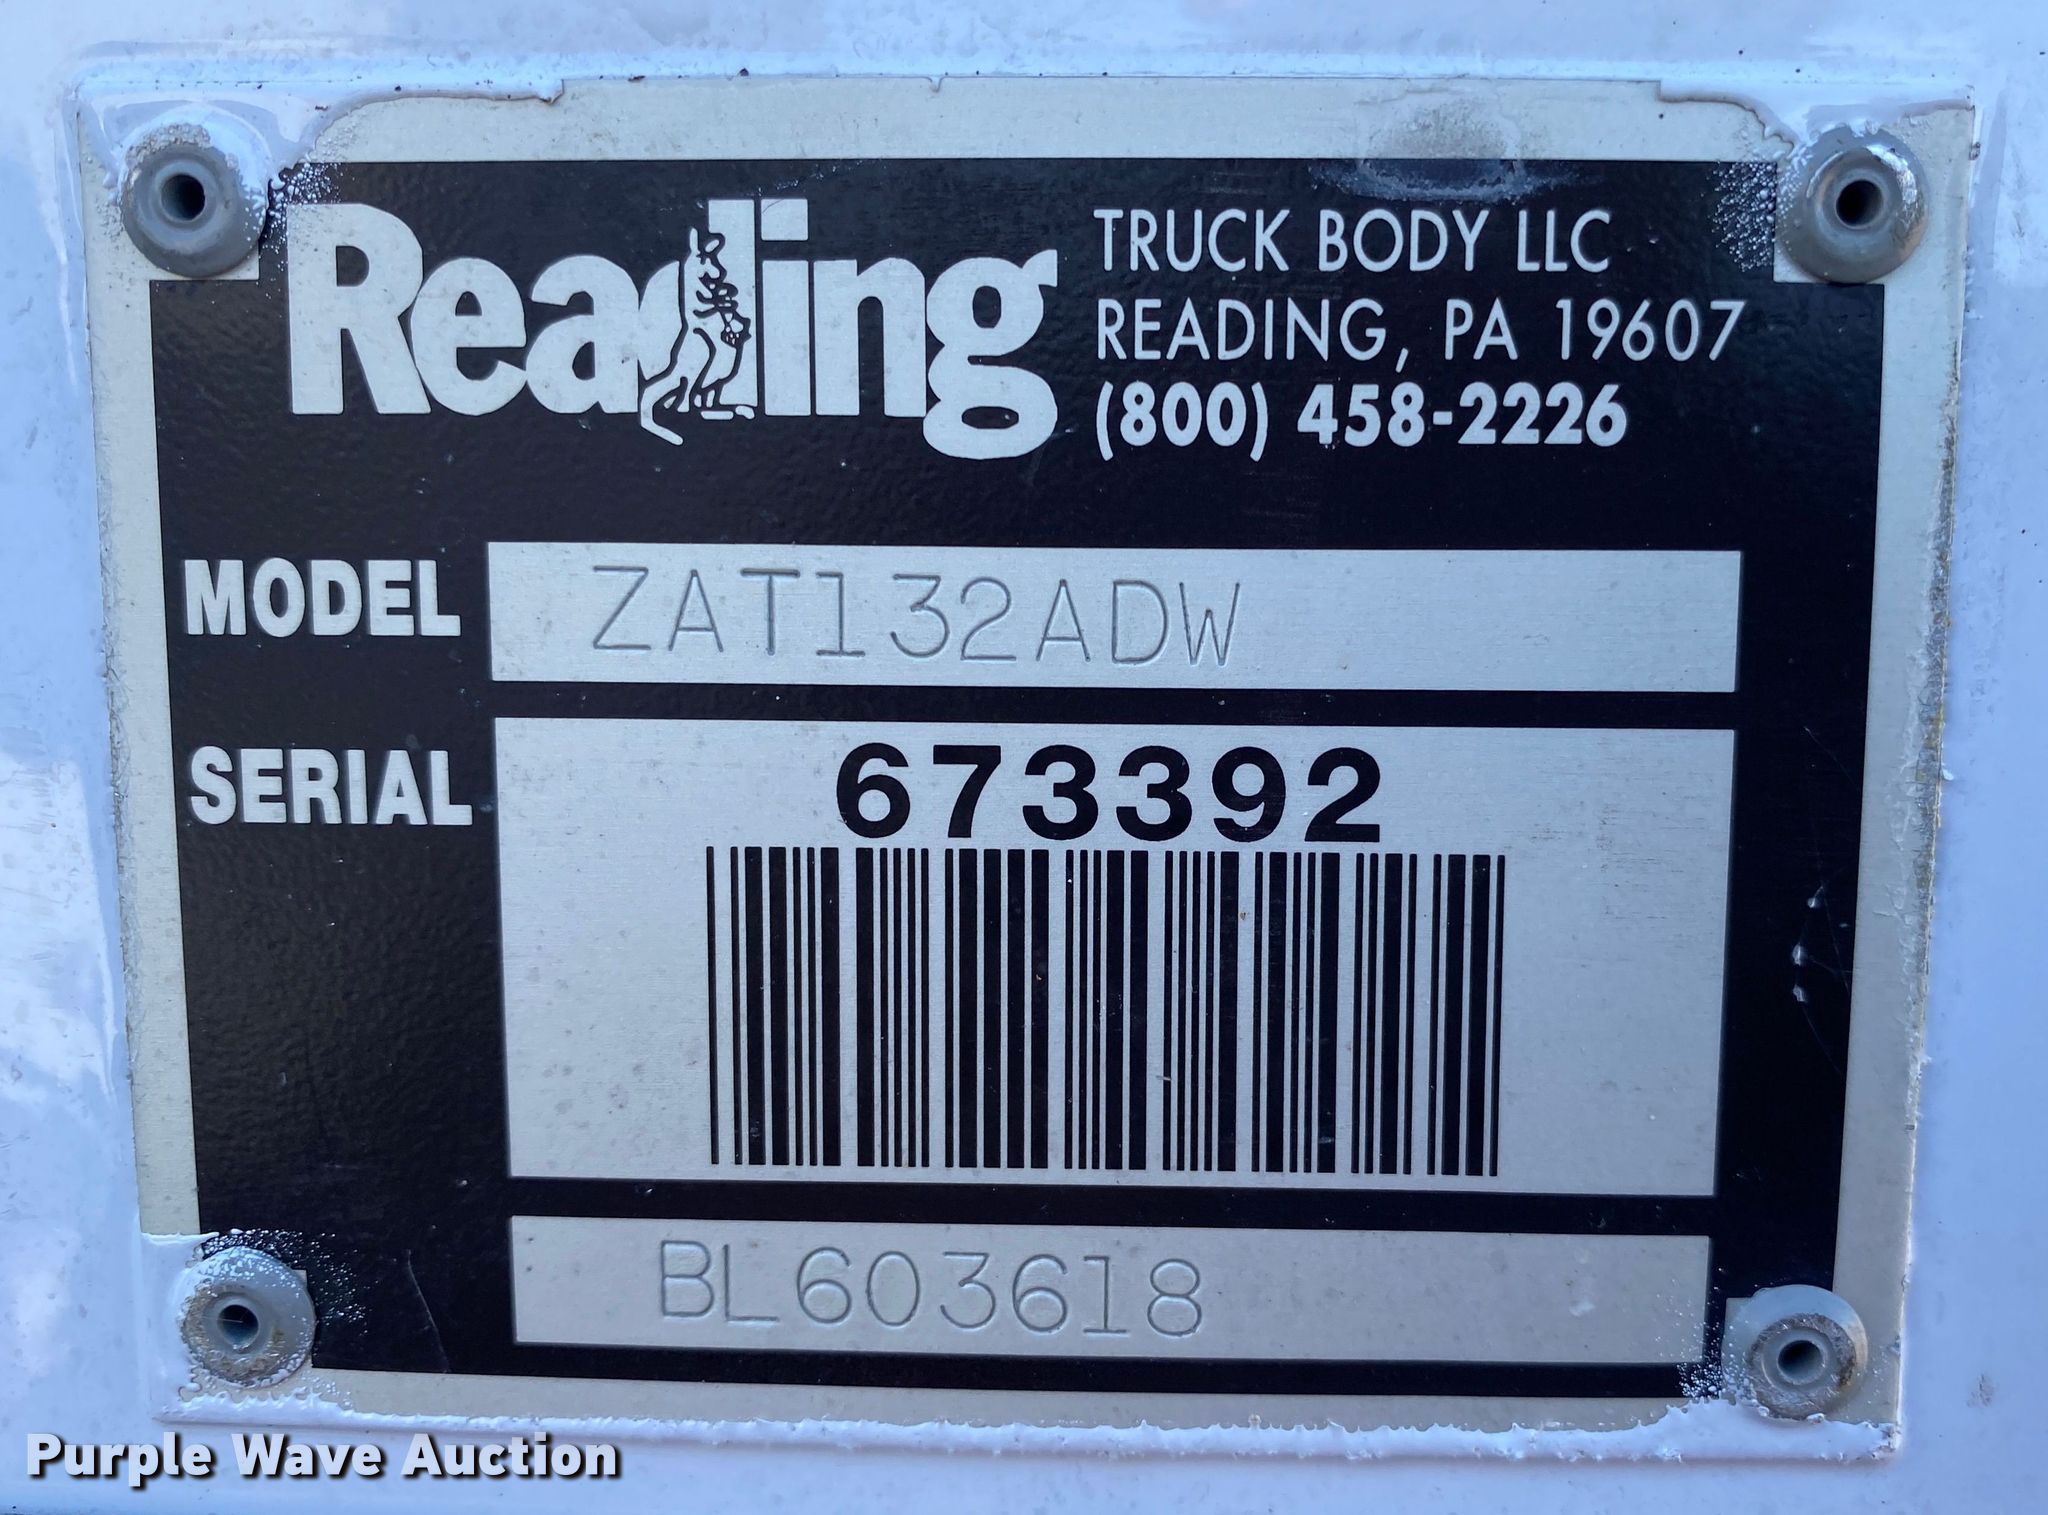 Reading
TRUCK BODY LLC
READING, PA 19607
(800) 458-2226
MODEL ZAT132ADW
SERIAL 673392
BL603618
Purple Wave Auction